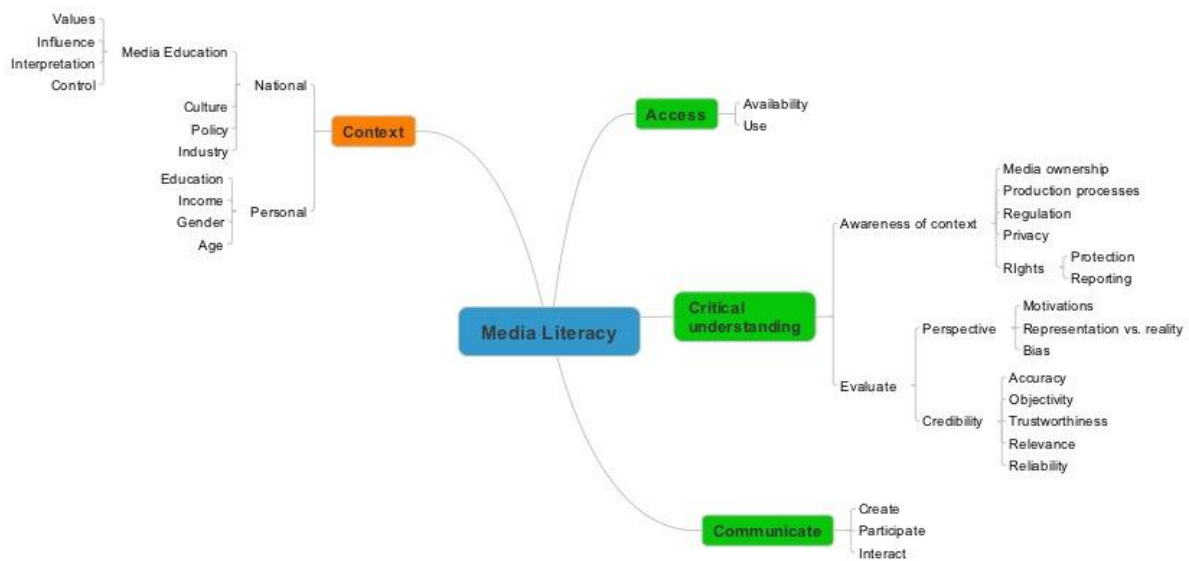 Values
Influence
Interpretation
Control
Media Education
National
Culture
Policy
Industry
Context
Education
Income
Gender
Age
Personal
Media Literacy
Access
Availability
Use
Critical
understanding
Awareness of context
Media ownership
Production processes
Regulation
Privacy
RIghts
Protection
Reporting
Evaluate
Perspective
Motivations
Representation vs. reality
Bias
Credibility
Accuracy
Objectivity
Trustworthiness
Relevance
Reliability
Communicate
Create
Participate
Interact